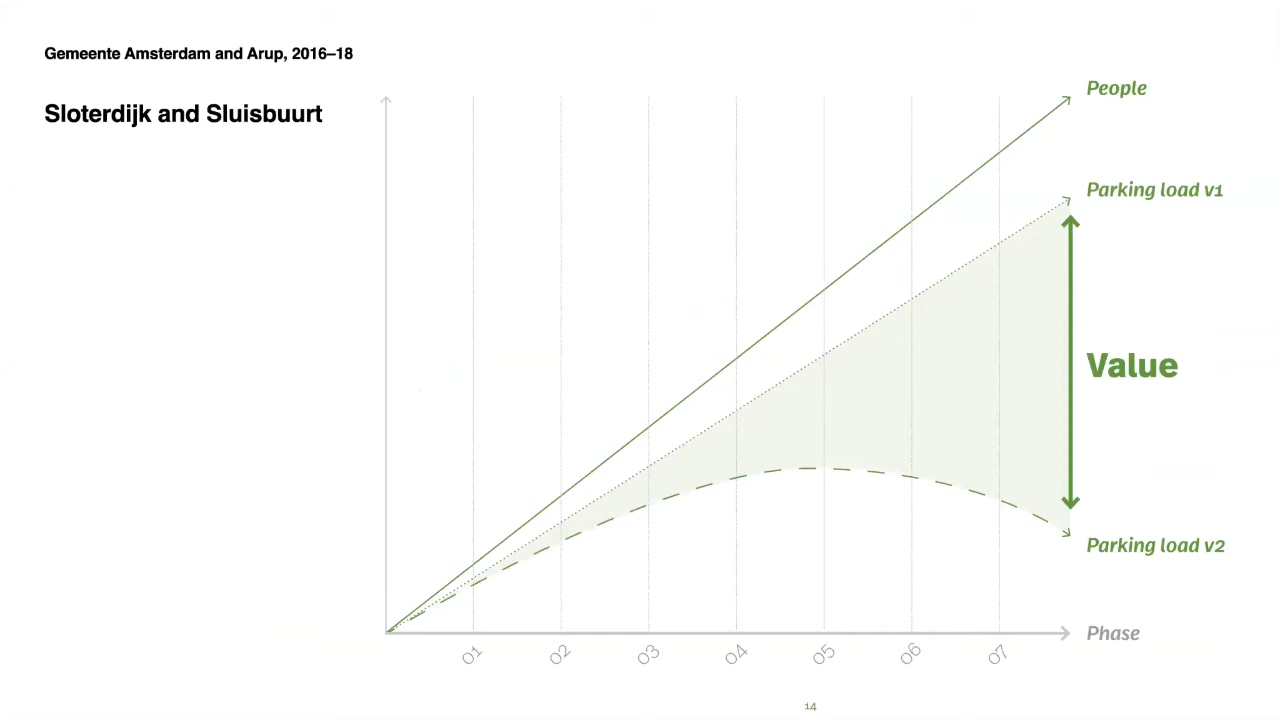 Gemeente Amsterdam and Arup, 2016–18
Sloterdijk and Sluisbuurt
People
Parking load v1
Value
Parking load v2
Phase
01
02
03
04
05
06
07
14